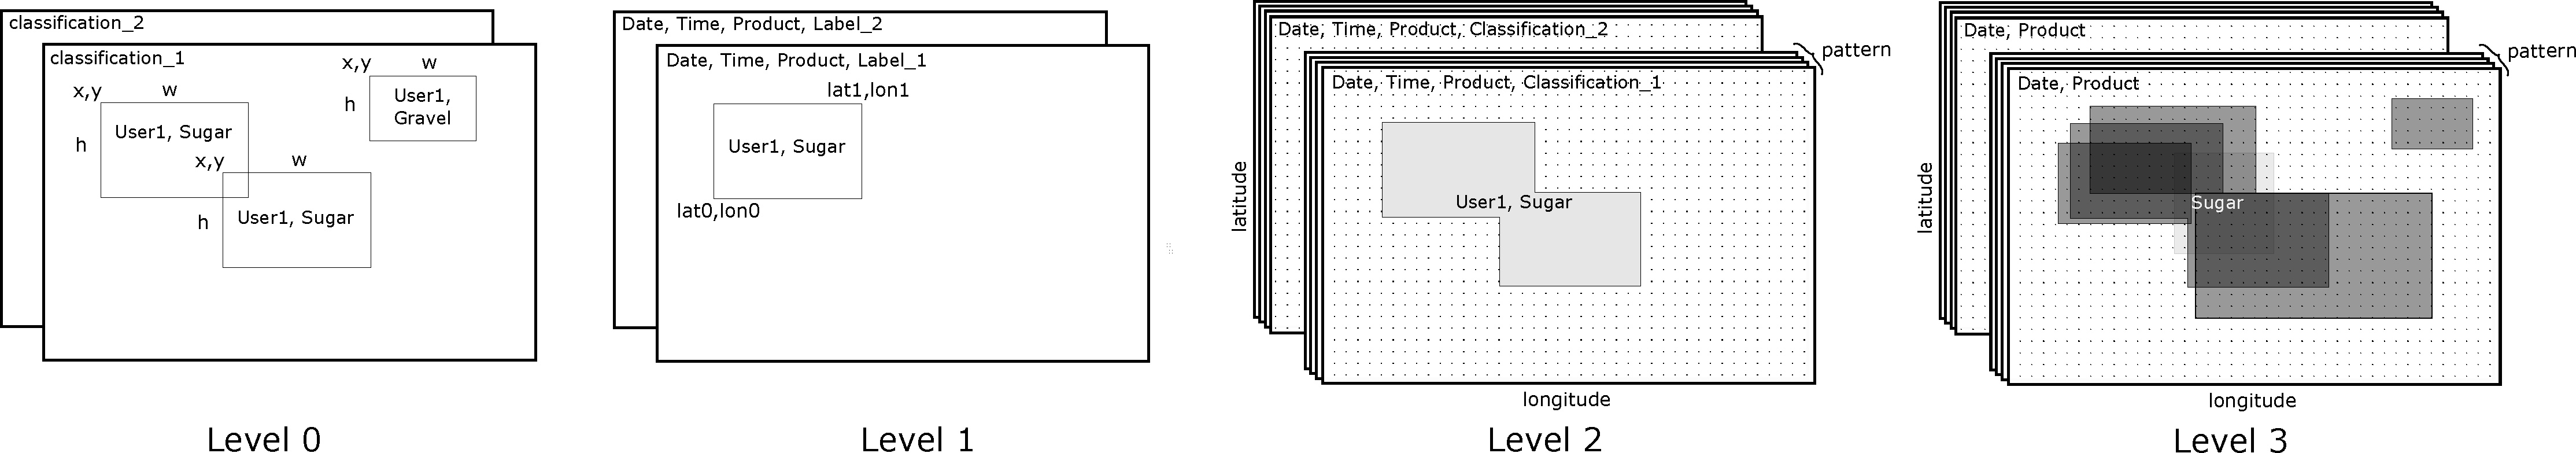 classification_2
classification_1
x,y
w
h
User1, Sugar
x,y
w
h
User1,
Gravel
x,y
w
h
User1, Sugar
Level 0
Date, Time, Product, Label_2
Date, Time, Product, Label_1
lat1,lon1
User1, Sugar
lat0,lon0
Level 1
Date, Time, Product, Classification_2
pattern
Date, Time, Product, Classification_1
latitude
User1, Sugar
longitude
Level 2
Date, Product
pattern
Date, Product
latitude
Sugar
longitude
Level 3